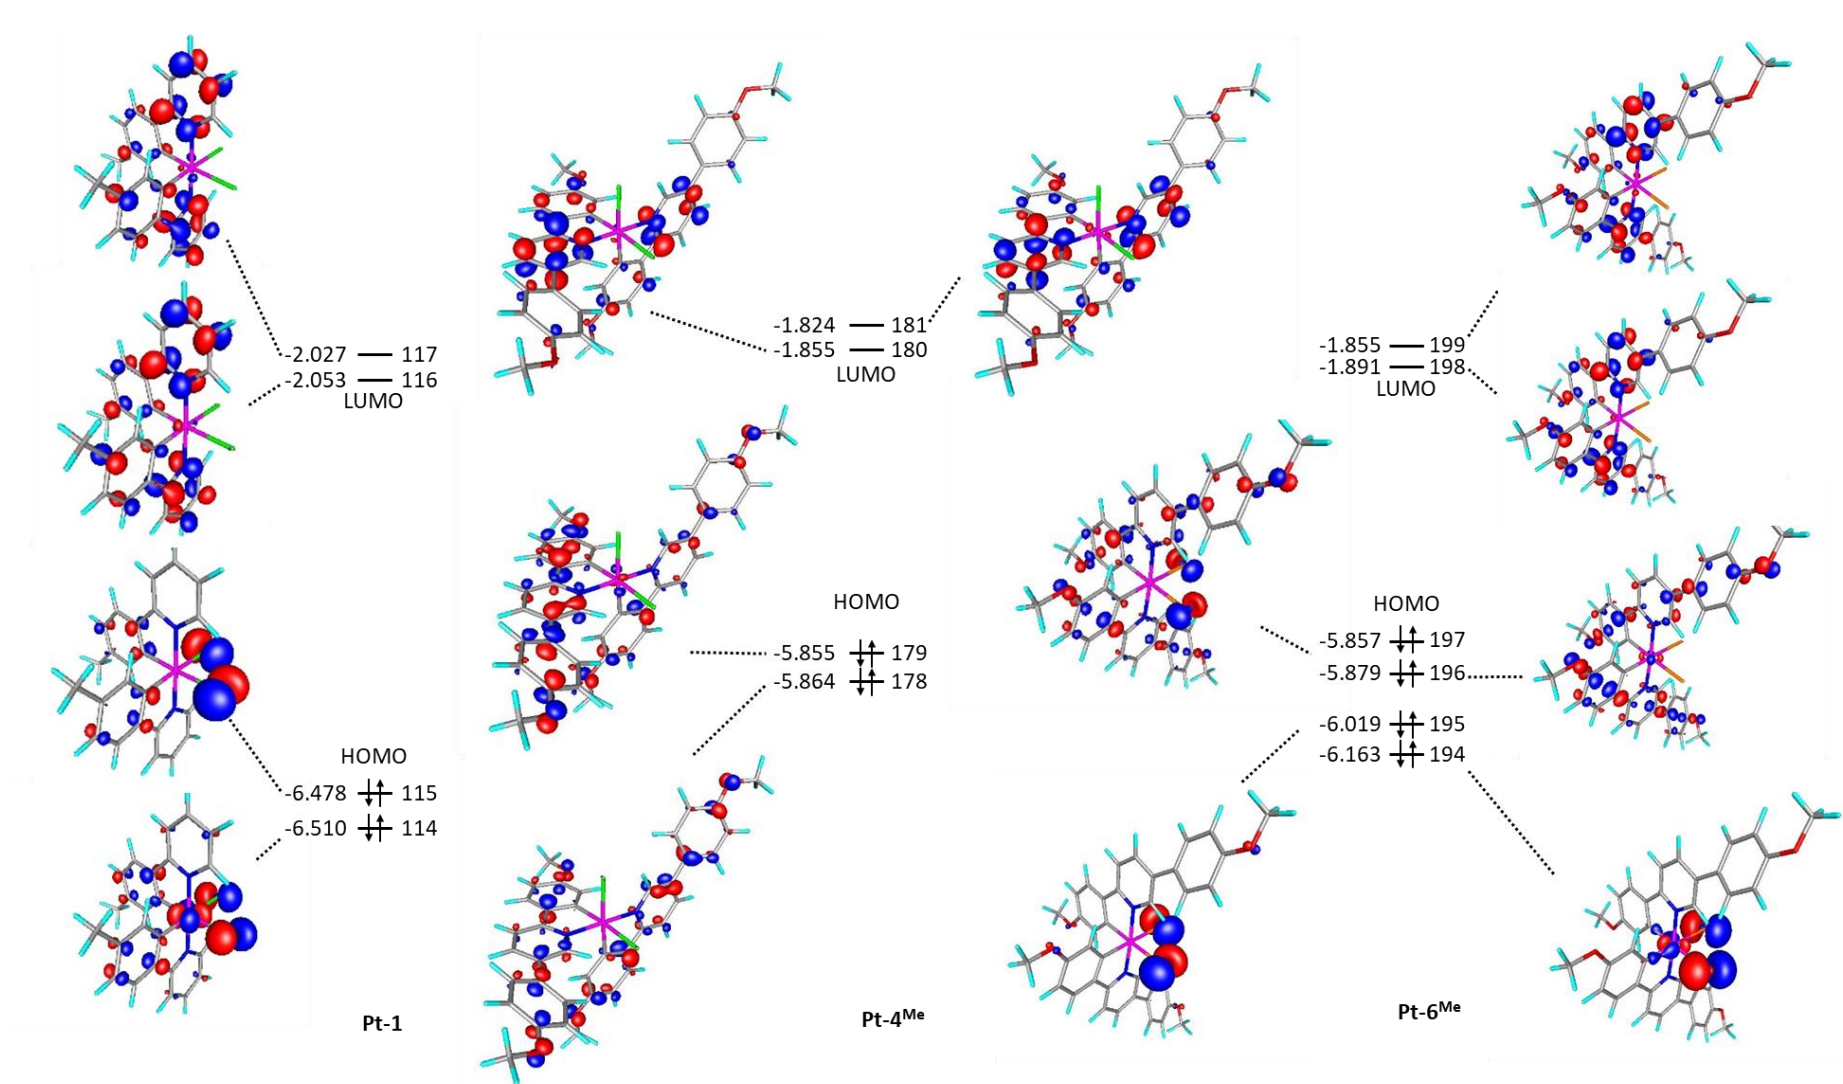 -2.027 117
-2.053 116
LUMO
HOMO
-6.478 115
-6.510 114
Pt-1
-1.824 181
-1.855 180
LUMO
HOMO
-5.855 179
-5.864 178
Pt-4Me
-1.855 199
-1.891 198
LUMO
HOMO
-5.857 197
-5.879 196
-6.019 195
-6.163 194
Pt-6Me